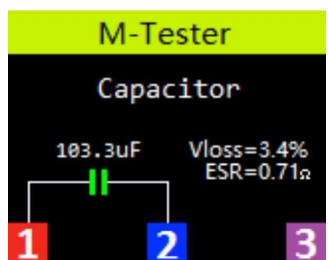 M-Tester
Capacitor
103.3uF
Vloss=3.4%
ESR=0.71Ω
1 2 3